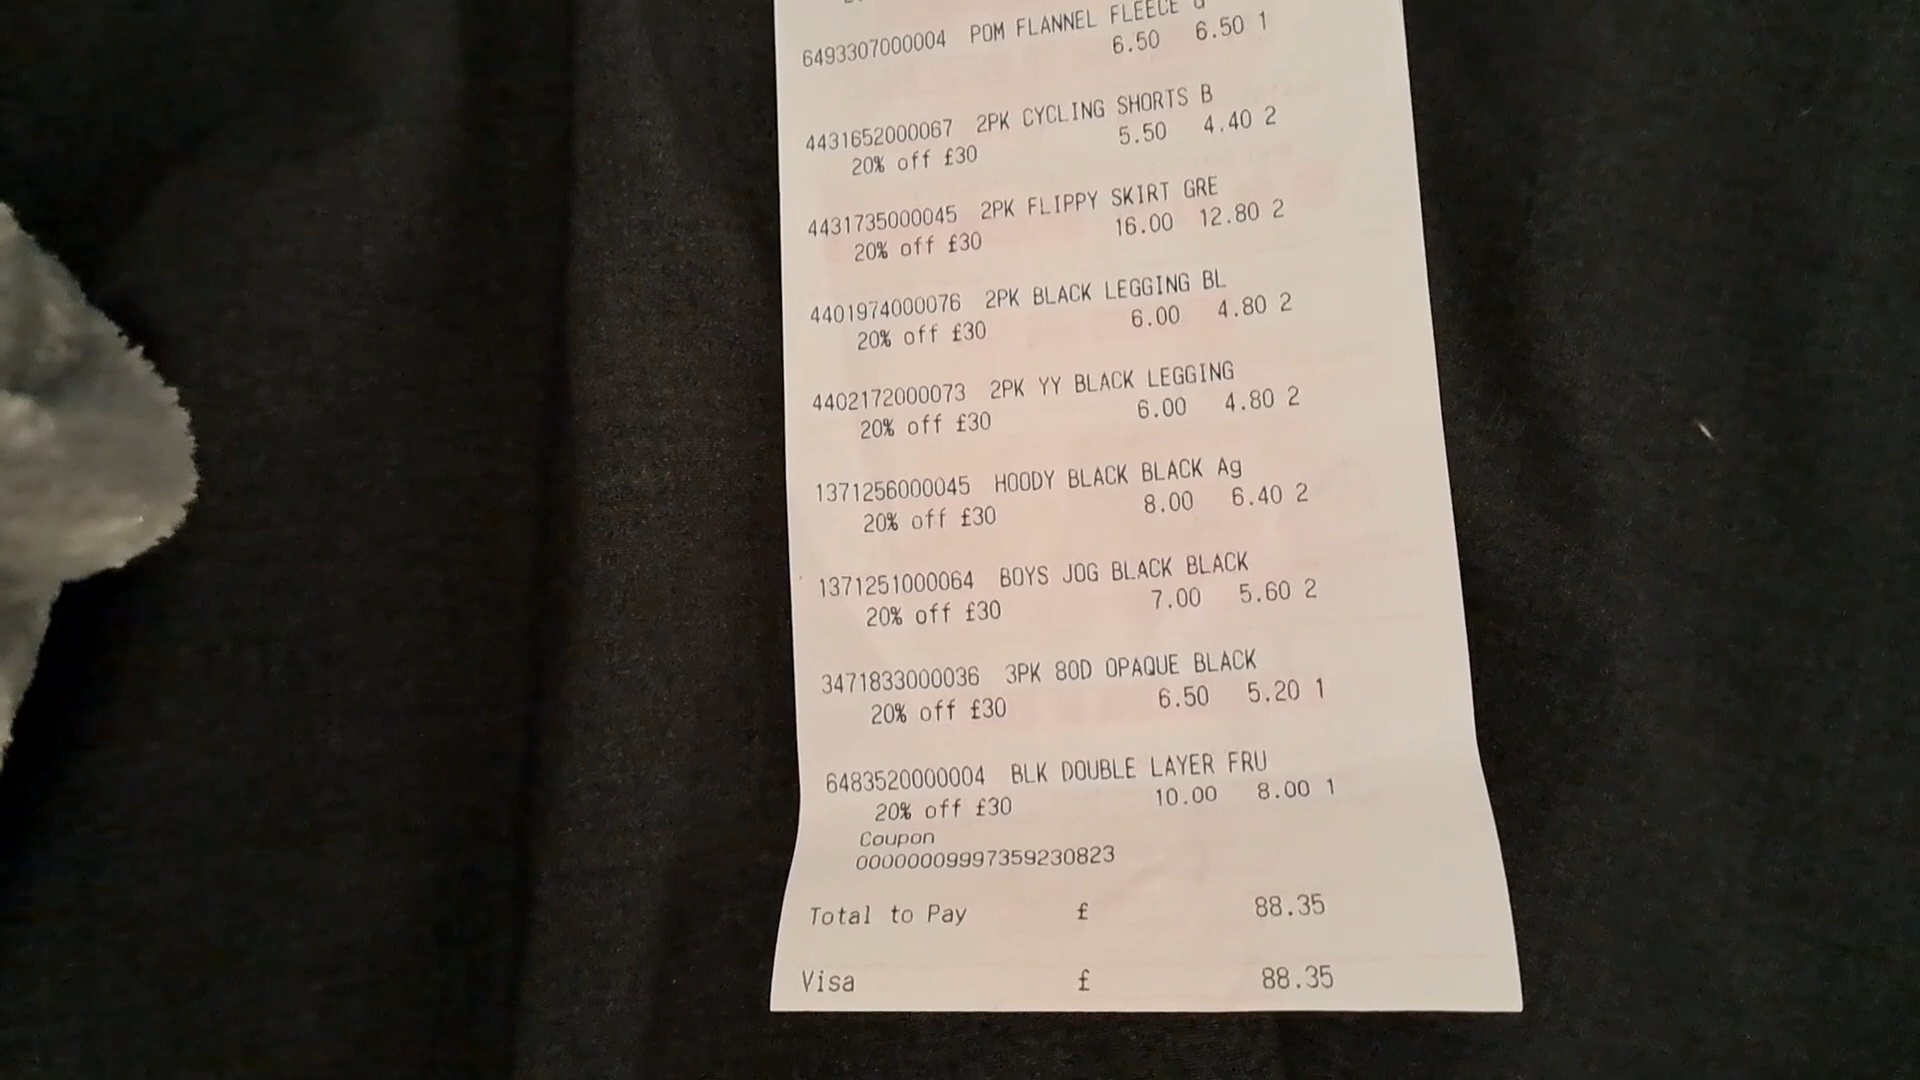 6493307000004 POM FLANNEL FLEECE
6.50 6.50 1
4431652000067 2PK CYCLING SHORTS B
20% off £30 5.50 4.40 2
4431735000045 2PK FLIPPY SKIRT GRE
20% off £30 16.00 12.80 2
4401974000076 2PK BLACK LEGGING BL
20% off £30 6.00 4.80 2
4402172000073 2PK YY BLACK LEGGING
20% off £30 6.00 4.80 2
1371256000045 HOODY BLACK BLACK Ag
20% off £30 8.00 6.40 2
1371251000064 BOYS JOG BLACK BLACK
20% off £30 7.00 5.60 2
3471833000036 3PK 80D OPAQUE BLACK
20% off £30 6.50 5.20 1
6483520000004 BLK DOUBLE LAYER FRU
20% off £30 10.00 8.00 1
Coupon
00000009997359230823
Total to Pay £ 88.35
Visa £ 88.35